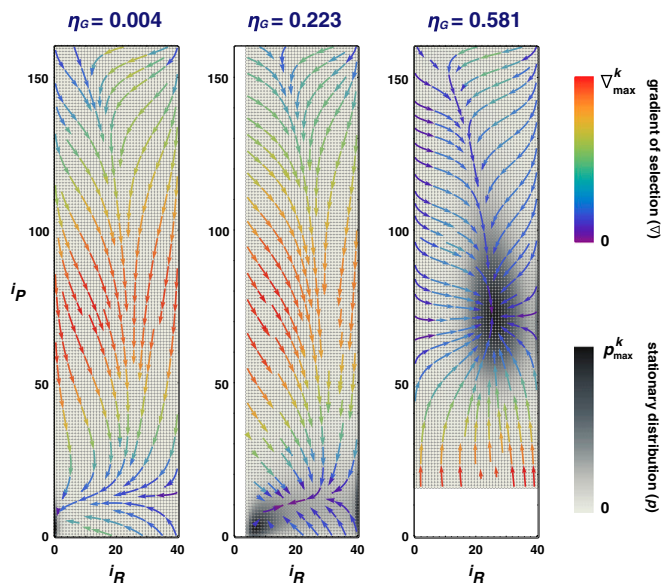 ηG = 0.004 ηG = 0.223 ηG = 0.581
150 150 150
100 100 100
50 50 50
0 0 0
0 20 40 0 20 40 0 20 40
iP
iR iR iR
∇kmax
0
gradient of selection (∇)
pkmax
0
stationary distribution (p)